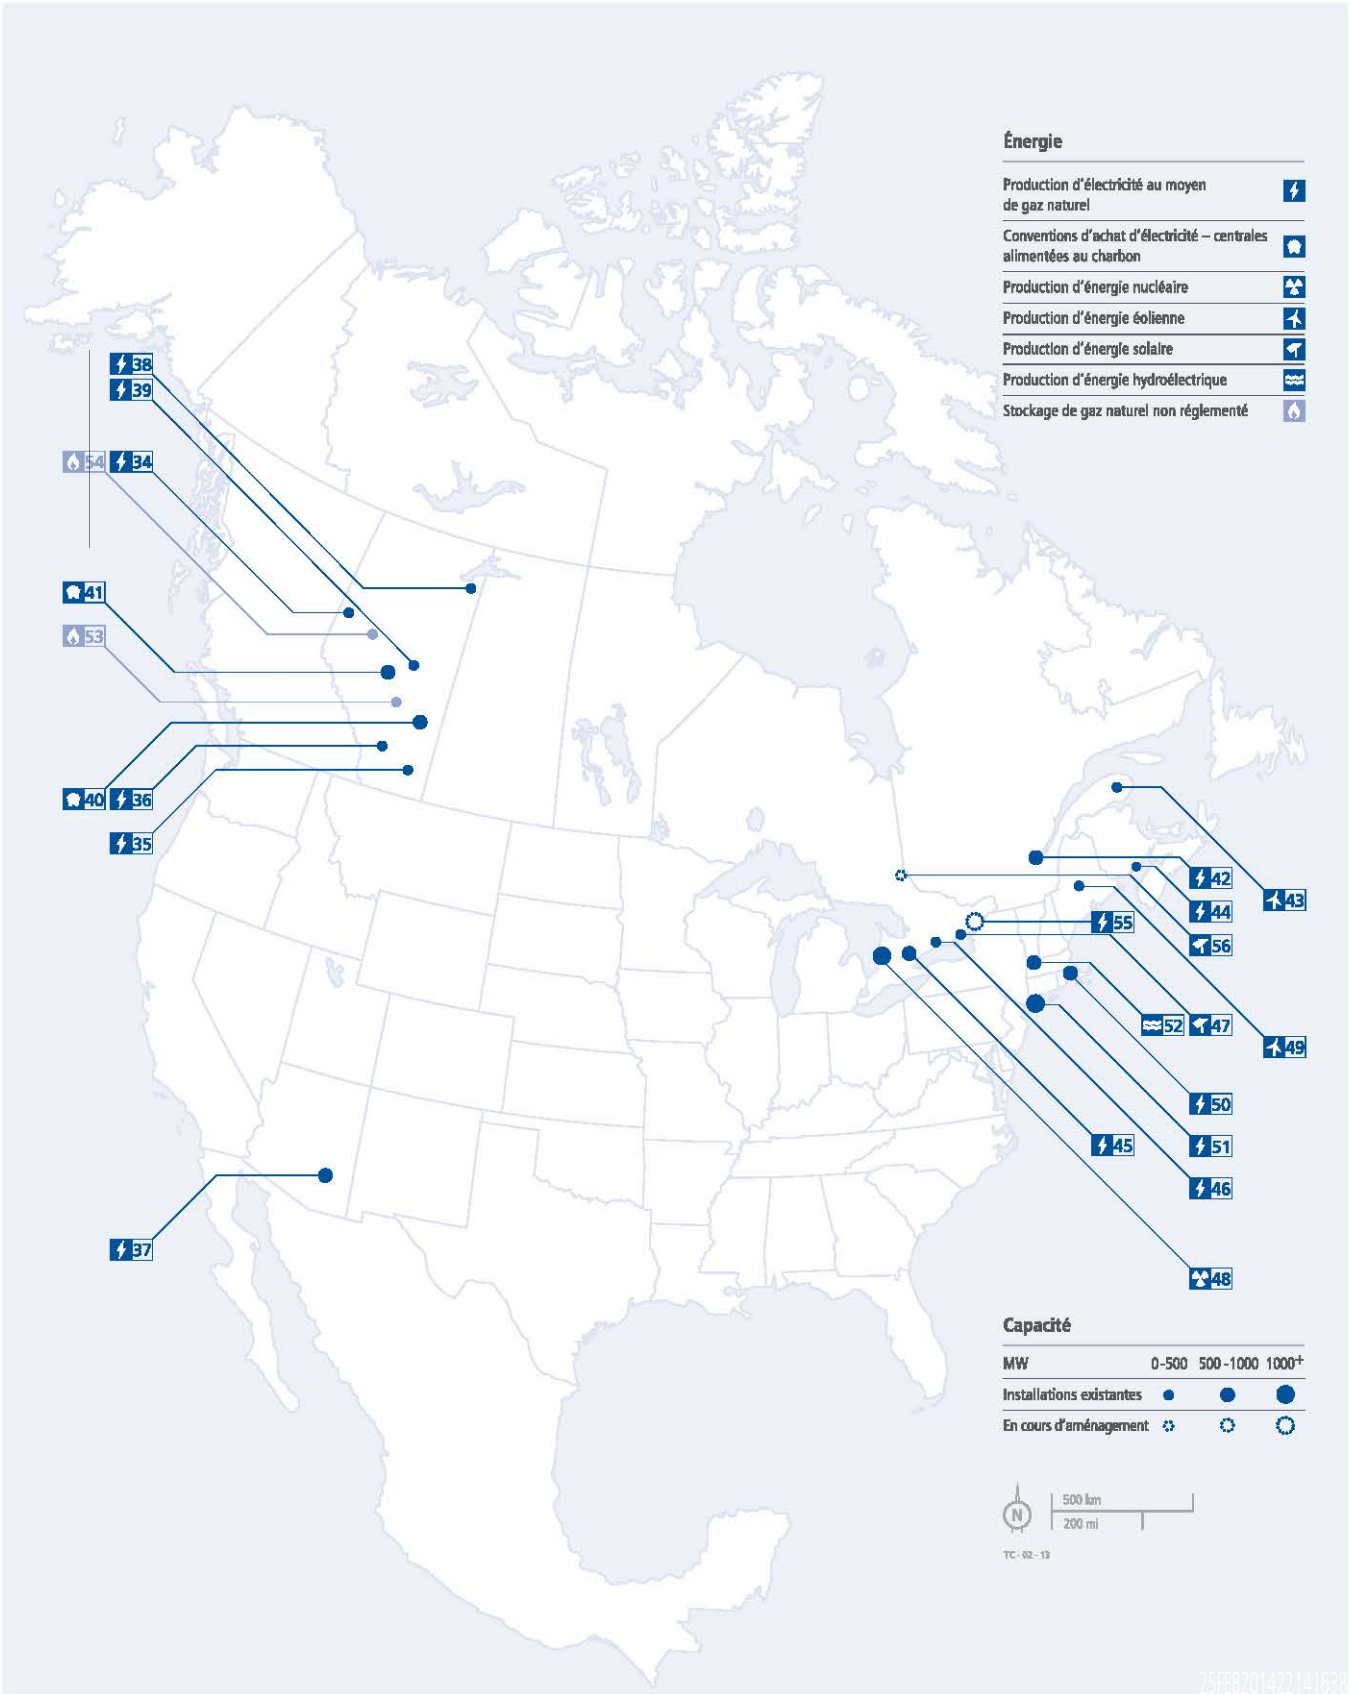 Énergie
Production d'électricité au moyen
de gaz naturel
Conventions d'achat d'électricité – centrales
alimentées au charbon
Production d'énergie nucléaire
Production d'énergie éolienne
Production d'énergie solaire
Production d'énergie hydroélectrique
Stockage de gaz naturel non réglementé
38
39
54
34
41
53
40
36
35
37
42
43
44
55
56
52
47
49
50
45
51
46
48
Capacité
MW 0-500 500-1000 1000+
Installations existantes
En cours d'aménagement
N
500 km
200 mi
TC - 02 - 13
25FEB201422141638